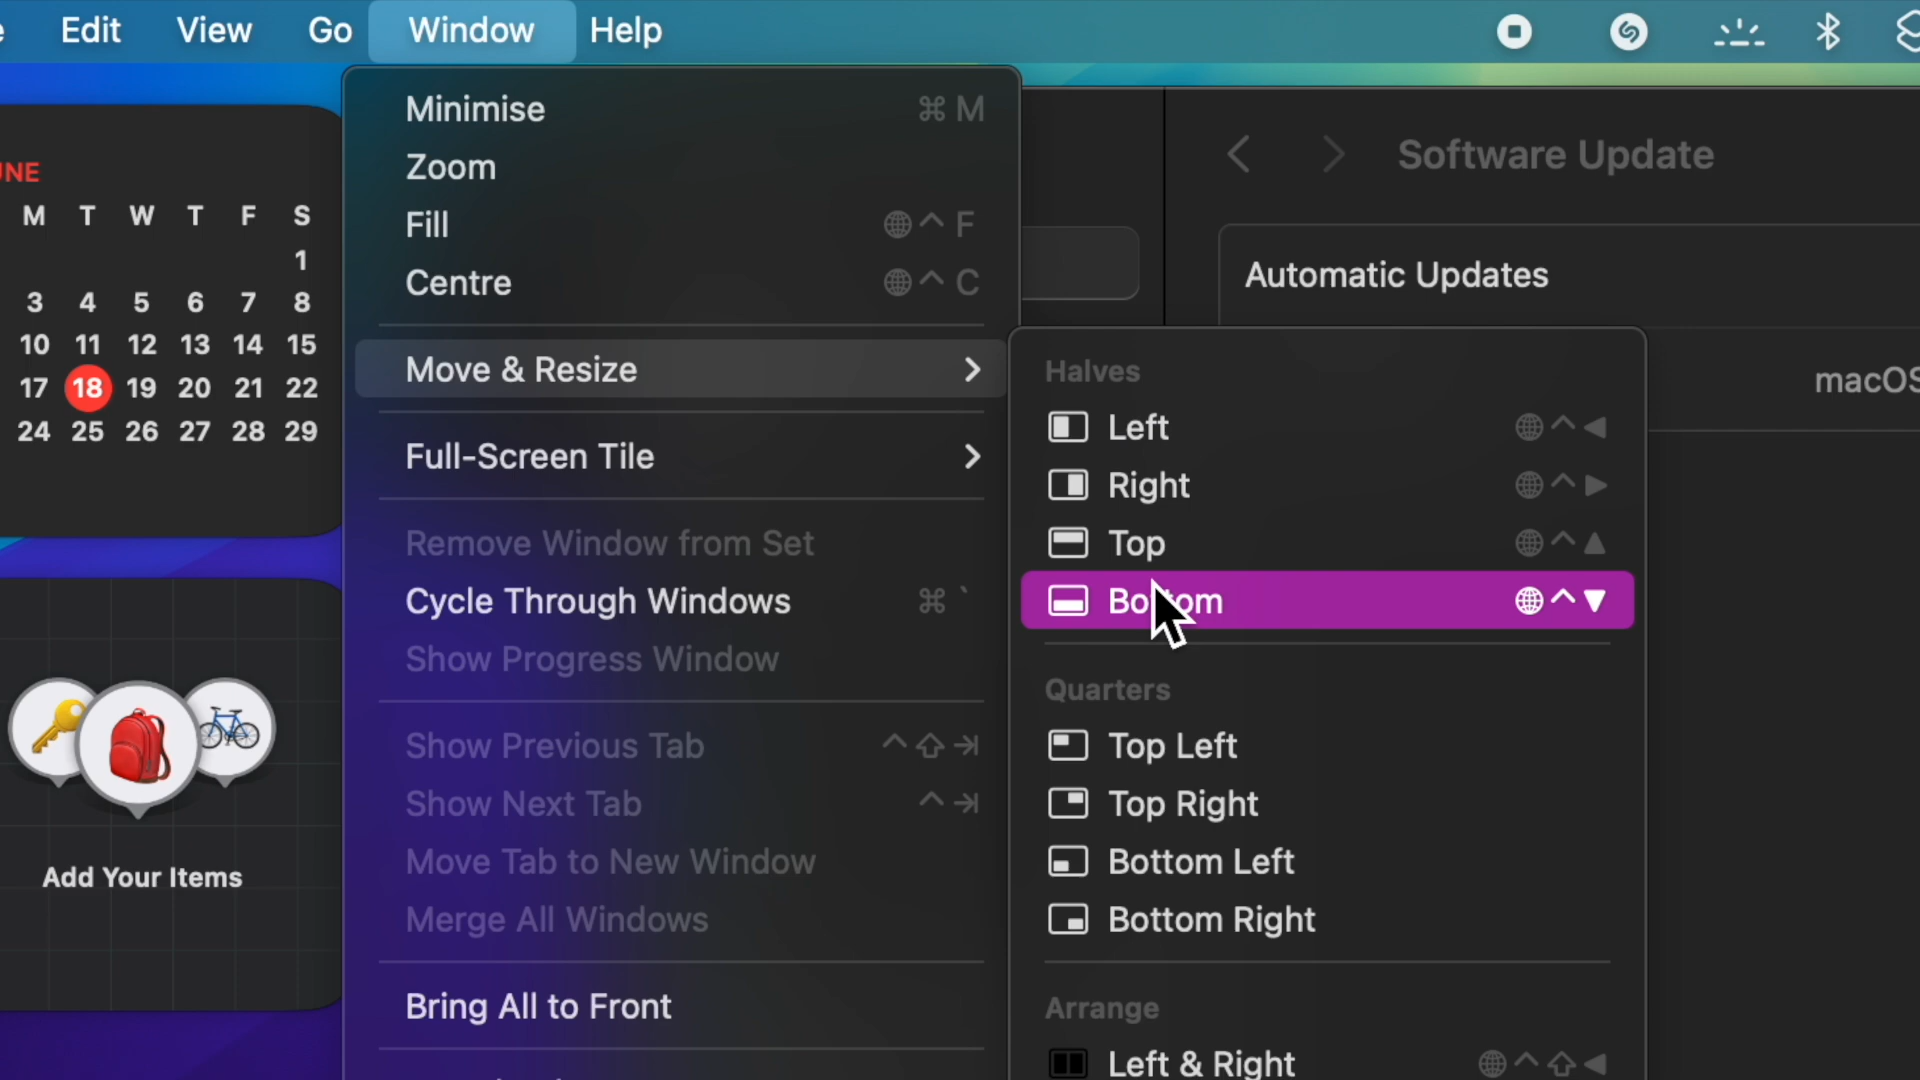 Edit View Go Window Help
UNE
M T W T F S
1
3 4 5 6 7 8
10 11 12 13 14 15
17 18 19 20 21 22
24 25 26 27 28 29
Add Your Items
Minimise ⌘ M
Zoom
Fill 🌐 ^ F
Centre 🌐 ^ C
Move & Resize >
Full-Screen Tile >
Remove Window from Set
Cycle Through Windows ⌘ `
Show Progress Window
Show Previous Tab ^ ⇧ ⇥
Show Next Tab ^ ⇥
Move Tab to New Window
Merge All Windows
Bring All to Front
Software Update
Automatic Updates
macOS
Halves
Left 🌐 ^ ◀
Right 🌐 ^ ▶
Top 🌐 ^ ▲
Bottom 🌐 ^ ▼
Quarters
Top Left
Top Right
Bottom Left
Bottom Right
Arrange
Left & Right 🌐 ^ ⇧ ◀